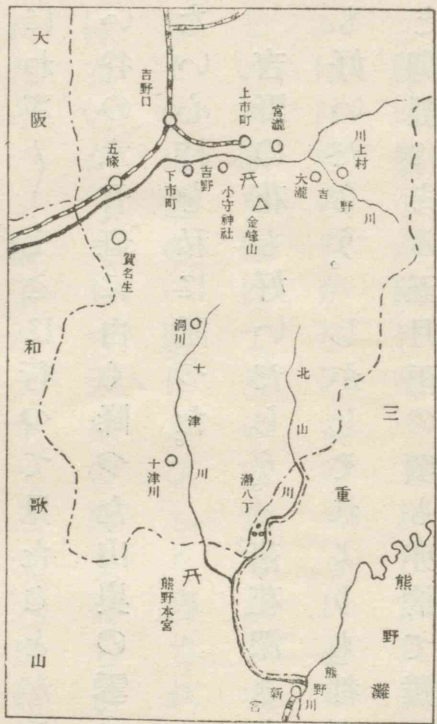 大阪
吉野口
上市町
宮瀧
川上村
五條
下市町
吉野
小守神社
金峰山
大瀧
吉野川
賀名生
和歌山
洞川
十津川
北山川
三重
十津川
瀞八丁
熊野本宮
熊野灘
熊野川
新宮